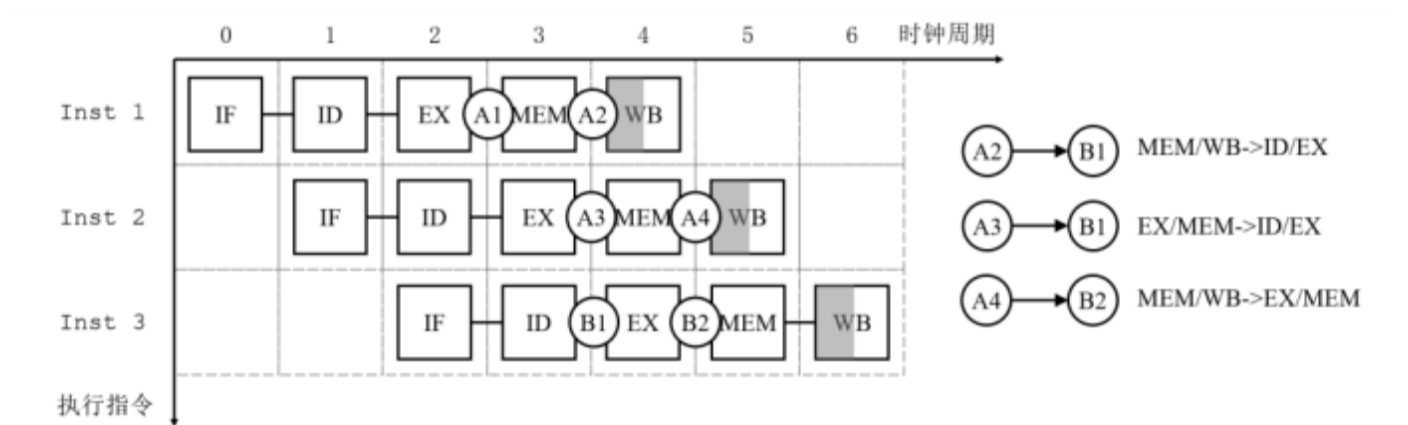 0 1 2 3 4 5 6 时钟周期
Inst 1 IF ID EX A1 MEM A2 WB
A2 B1 MEM/WB->ID/EX
Inst 2 IF ID EX A3 MEM A4 WB
A3 B1 EX/MEM->ID/EX
A4 B2 MEM/WB->EX/MEM
Inst 3 IF ID B1 EX B2 MEM WB
执行指令